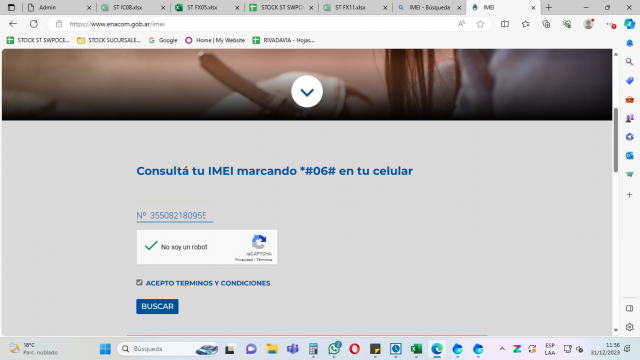 Admin
ST IC08.xlsx
ST FX05.xlsx
STOCK ST SWPOCE
ST FX11.xlsx
IMEI - Búsqueda
IMEI
https://www.enacom.gob.ar/imei
STOCK ST SWPOCE...
STOCK SUCURSALE...
Google
Home | My Website
RIVADAVIA - Hojas...
Consultá tu IMEI marcando *#06# en tu celular
Nº 355082180955
No soy un robot
reCAPTCHA
Privacidad - Términos
ACEPTO TERMINOS Y CONDICIONES
BUSCAR
18°C
Parc. nublado
Búsqueda
2
ESP
LAA
11:36
31/12/2023